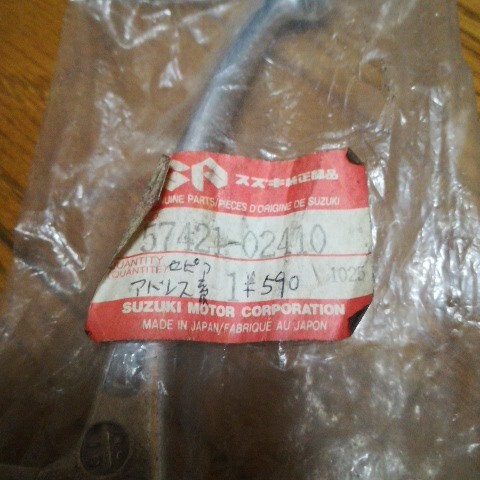 スズキ純正部品
GENUINE PARTS/PIECES D'ORIGINE DE SUZUKI
57421-02410
QUANTITY セピア
QUANTITE アドレス 1 ¥590 1025
SUZUKI MOTOR CORPORATION
MADE IN JAPAN/FABRIQUE AU JAPON